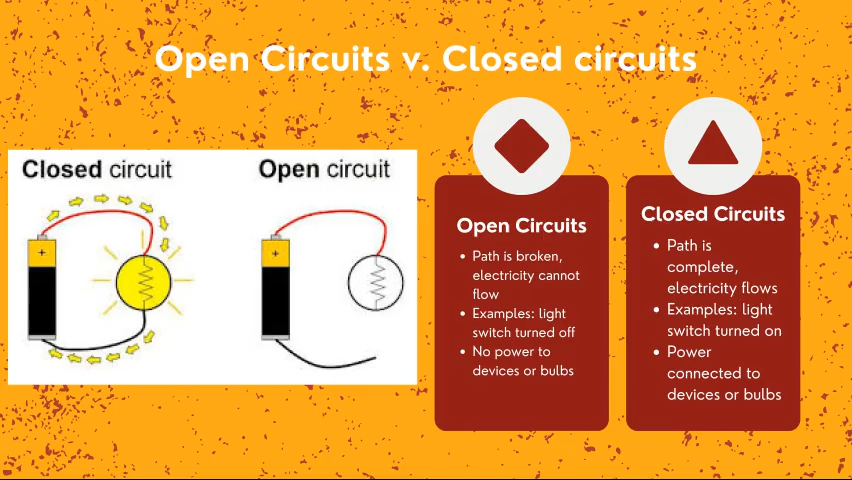 Open Circuits v. Closed circuits
Closed circuit
Open circuit
+
+
Open Circuits
• Path is broken,
electricity cannot
flow
• Examples: light
switch turned off
• No power to
devices or bulbs
Closed Circuits
• Path is
complete,
electricity flows
• Examples: light
switch turned on
• Power
connected to
devices or bulbs